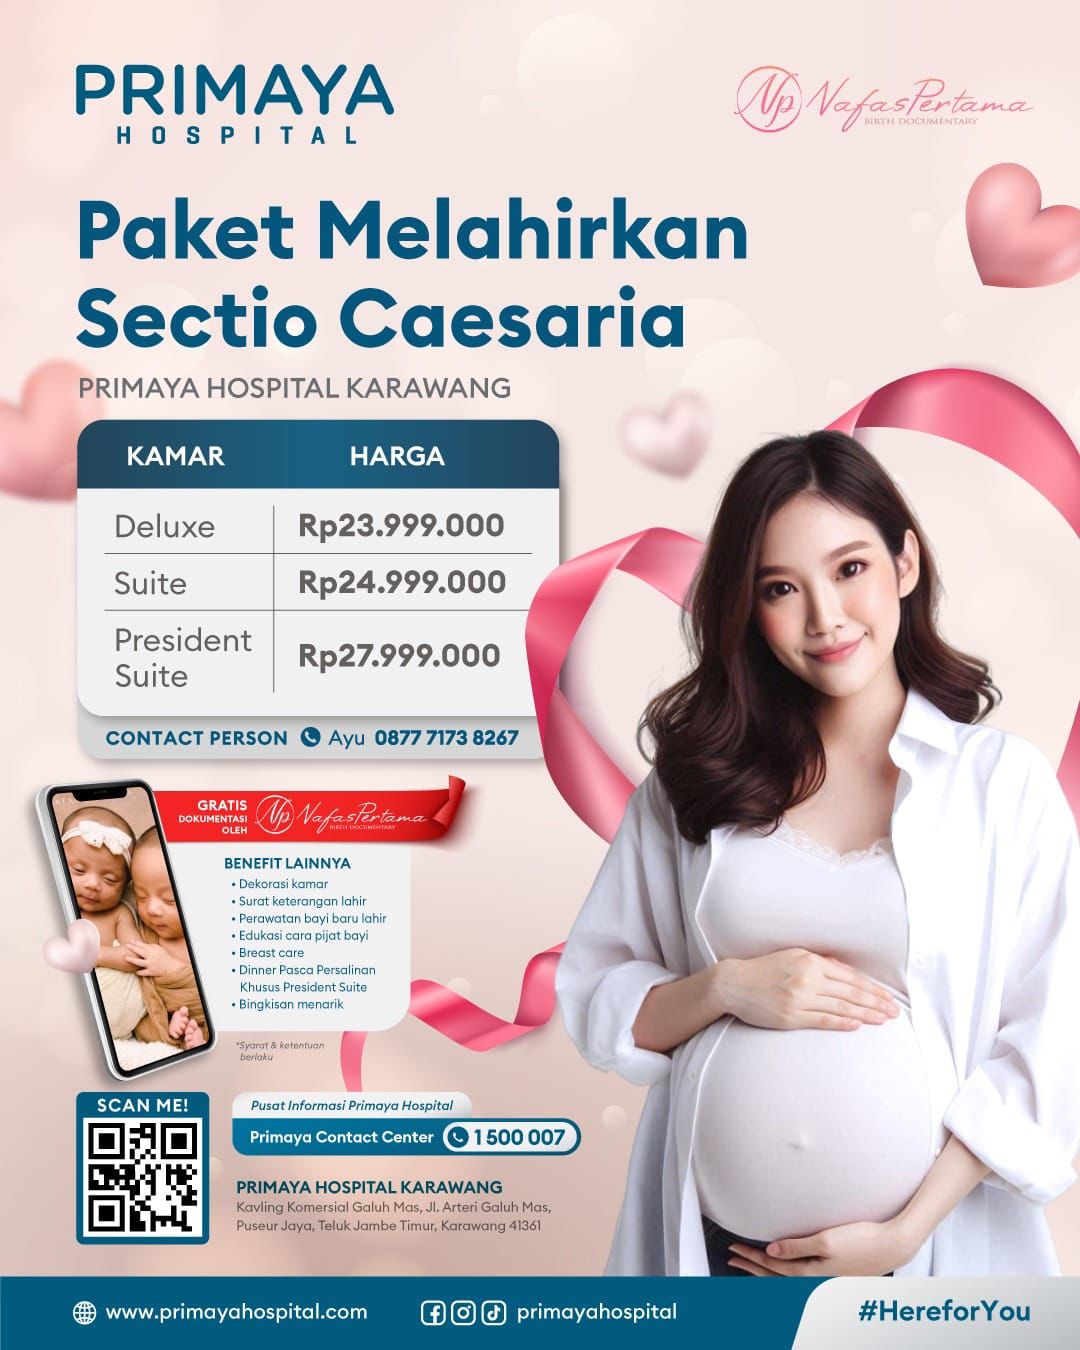 PRIMAYA
HOSPITAL
Np NafasPertama
BIRTH DOCUMENTARY
Paket Melahirkan
Sectio Caesaria
PRIMAYA HOSPITAL KARAWANG
KAMAR HARGA
Deluxe Rp23.999.000
Suite Rp24.999.000
President
Suite
Rp27.999.000
CONTACT PERSON Ayu 0877 7173 8267
GRATIS
DOKUMENTASI
OLEH
Np NafasPertama
BIRTH DOCUMENTARY
BENEFIT LAINNYA
• Dekorasi kamar
• Surat keterangan lahir
• Perawatan bayi baru lahir
• Edukasi cara pijat bayi
• Breast care
• Dinner Pasca Persalinan
Khusus President Suite
• Bingkisan menarik
*Syarat & ketentuan
berlaku
SCAN ME!
Pusat Informasi Primaya Hospital
Primaya Contact Center 1 500 007
PRIMAYA HOSPITAL KARAWANG
Kavling Komersial Galuh Mas, Jl. Arteri Galuh Mas,
Puseur Jaya, Teluk Jambe Timur, Karawang 41361
www.primayahospital.com primayahospital #HereforYou